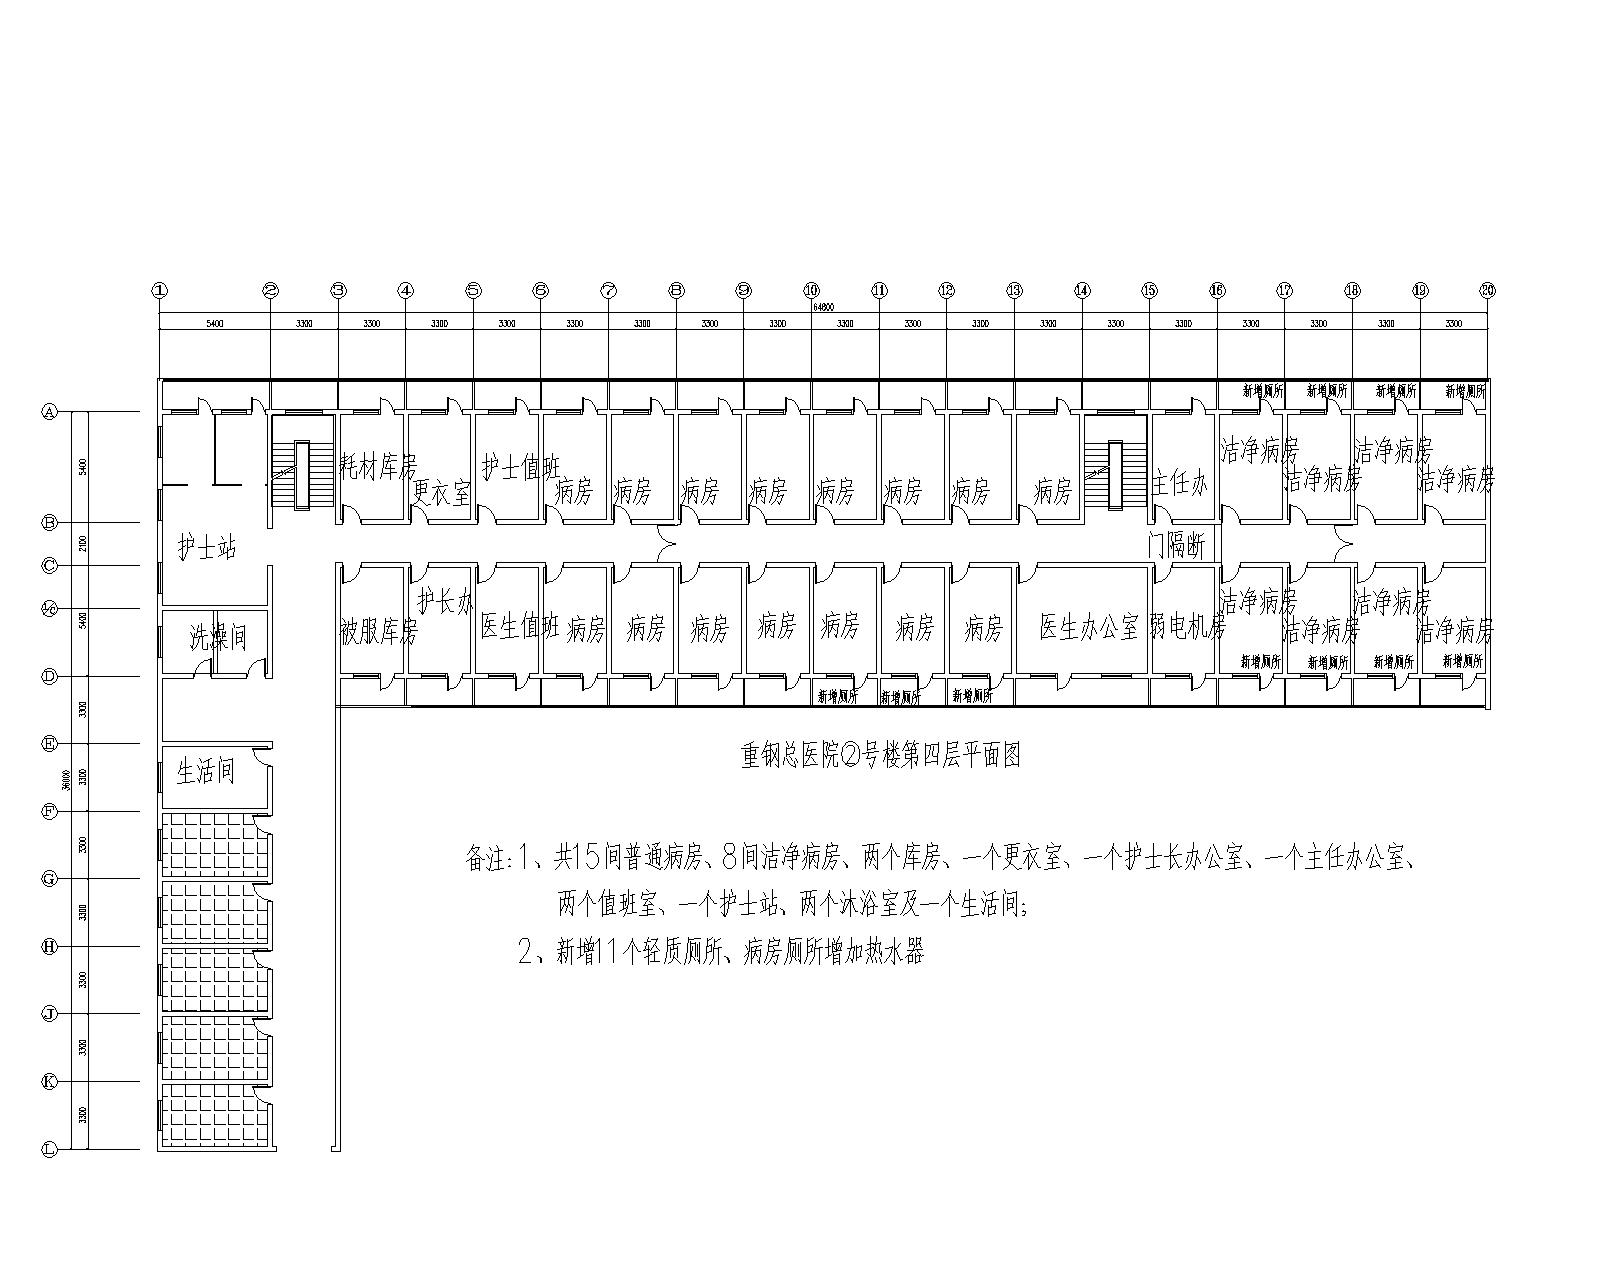 ① ② ③ ④ ⑤ ⑥ ⑦ ⑧ ⑨ ⑩ ⑪ ⑫ ⑬ ⑭ ⑮ ⑯ ⑰ ⑱ ⑲ ⑳
64800
5400 3300 3300 3300 3300 3300 3300 3300 3300 3300 3300 3300 3300 3300 3300 3300 3300 3300 3300
新增厕所 新增厕所 新增厕所 新增厕所
A
5400
耗材库房 更衣室 护士值班 病房 病房 病房 病房 病房 病房 病房 病房 主任办 洁净病房 洁净病房 洁净病房 洁净病房
B
2100
护士站 门隔断
C
5400
被服库房 护长办 医生值班 病房 病房 病房 病房 病房 病房 病房 医生办公室 弱电机房 洁净病房 洁净病房 洁净病房 洁净病房
洗澡间
新增厕所 新增厕所 新增厕所 新增厕所
D
新增厕所 新增厕所 新增厕所
3300
E
重钢总医院②号楼第四层平面图
生活间
36000
3300
F
3300
备注:1、共15间普通病房、8间洁净病房、两个库房、一个更衣室、一个护士长办公室、一个主任办公室、
G
两个值班室、一个护士站、两个沐浴室及一个生活间;
3300
H
2、新增11个轻质厕所、病房厕所增加热水器
3300
J
3300
K
3300
L